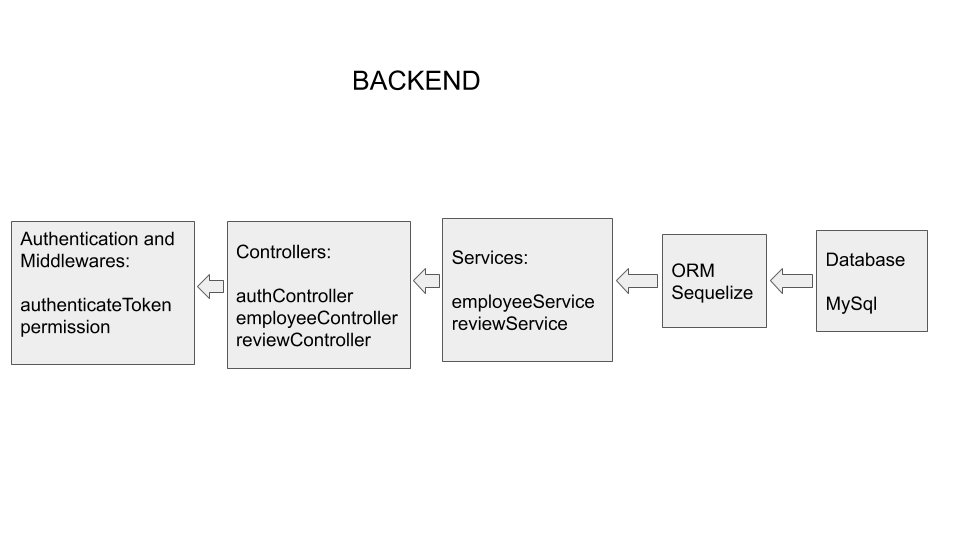 BACKEND
Authentication and
Middlewares:
authenticateToken
permission
Controllers:
authController
employeeController
reviewController
Services:
employeeService
reviewService
ORM
Sequelize
Database
MySql